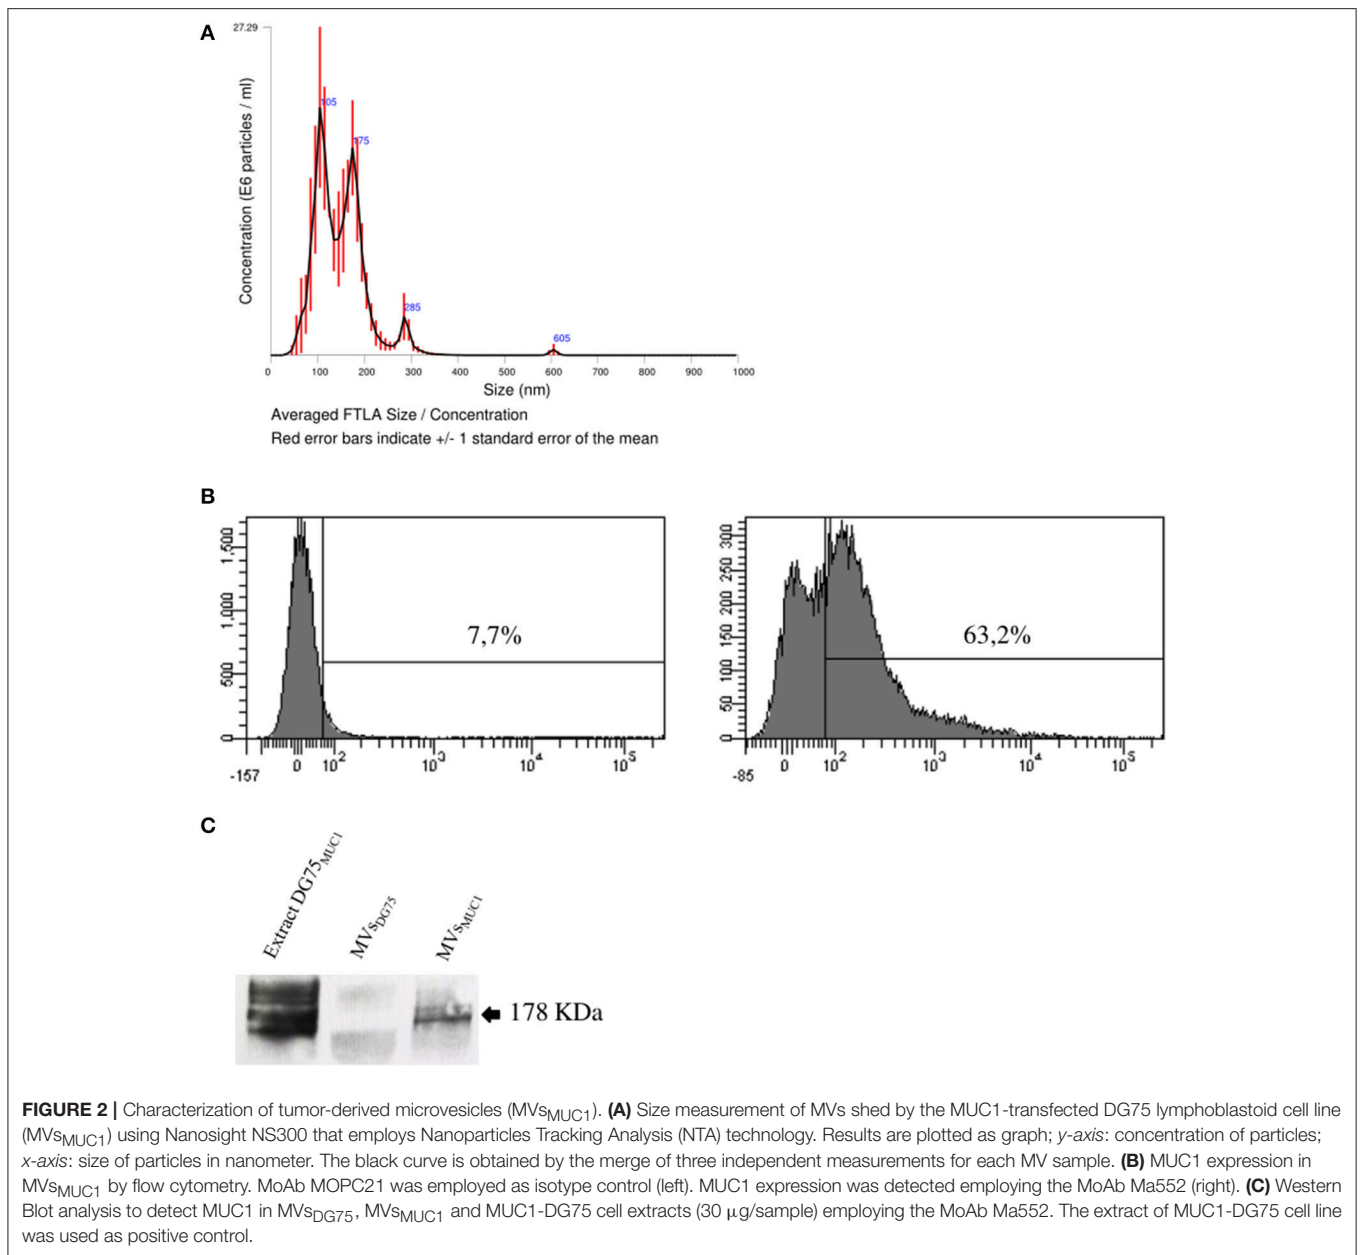 A
27.29
Concentration (E6 particles / ml)
105
175
285
605
0 100 200 300 400 500 600 700 800 900 1000
Size (nm)
Averaged FTLA Size / Concentration
Red error bars indicate +/- 1 standard error of the mean
B
1,500
1,000
500
0
7,7%
-157 0 10² 10³ 10⁴ 10⁵
300
250
200
150
100
50
0
63,2%
-85 0 10² 10³ 10⁴ 10⁵
C
Extract DG75MUC1
MVsDG75
MVsMUC1
178 KDa
FIGURE 2 | Characterization of tumor-derived microvesicles (MVsMUC1). (A) Size measurement of MVs shed by the MUC1-transfected DG75 lymphoblastoid cell line
(MVsMUC1) using Nanosight NS300 that employs Nanoparticles Tracking Analysis (NTA) technology. Results are plotted as graph; y-axis: concentration of particles;
x-axis: size of particles in nanometer. The black curve is obtained by the merge of three independent measurements for each MV sample. (B) MUC1 expression in
MVsMUC1 by flow cytometry. MoAb MOPC21 was employed as isotype control (left). MUC1 expression was detected employing the MoAb Ma552 (right). (C) Western
Blot analysis to detect MUC1 in MVsDG75, MVsMUC1 and MUC1-DG75 cell extracts (30 μg/sample) employing the MoAb Ma552. The extract of MUC1-DG75 cell line
was used as positive control.